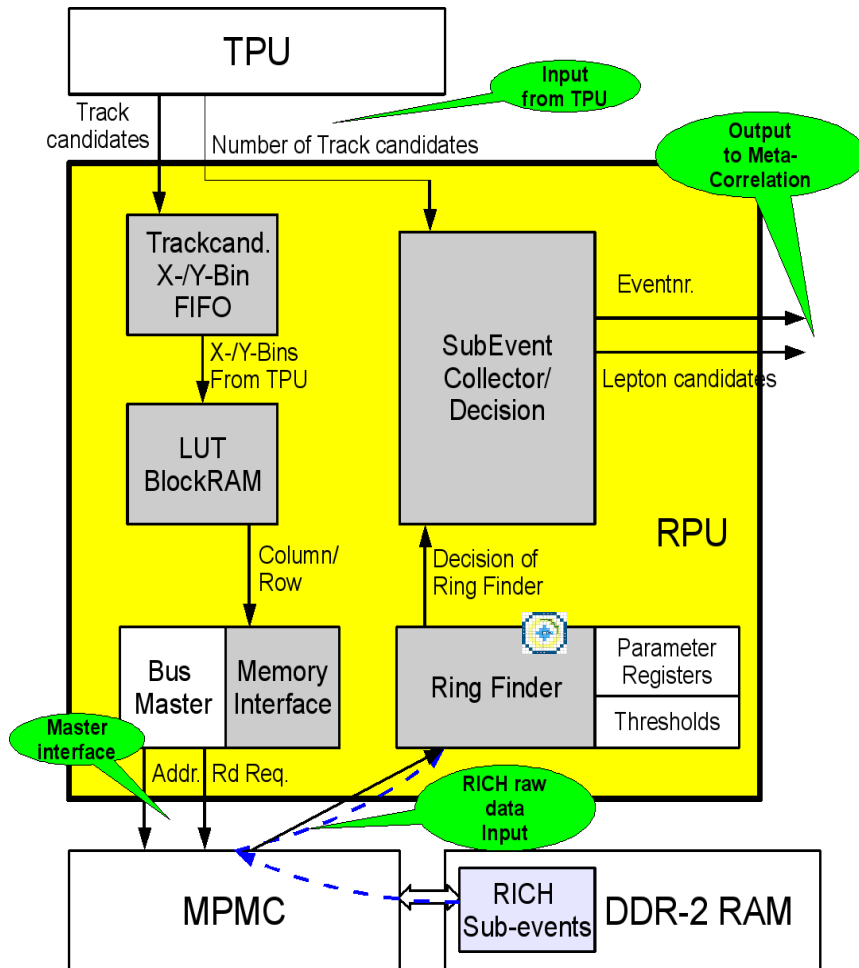 TPU
Input
from TPU
Track
candidates
Number of Track candidates
Output
to Meta-
Correlation
Trackcand.
X-/Y-Bin
FIFO
X-/Y-Bins
From TPU
SubEvent
Collector/
Decision
Eventnr.
Lepton candidates
LUT
BlockRAM
RPU
Column/
Row
Decision of
Ring Finder
Bus
Master
Memory
Interface
Ring Finder
Parameter
Registers
Thresholds
Master
interface
Addr.
Rd Req.
RICH raw
data
Input
MPMC
RICH
Sub-events
DDR-2 RAM